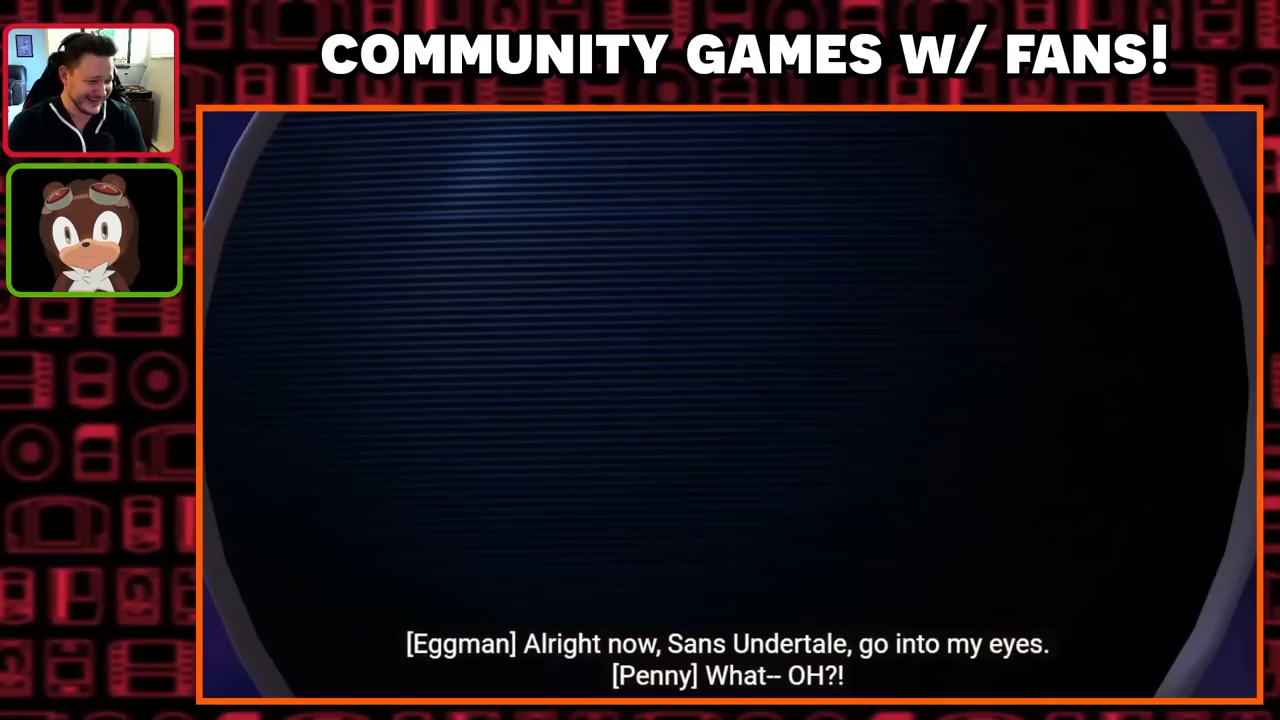 COMMUNITY GAMES W/ FANS!
[Eggman] Alright now, Sans Undertale, go into my eyes.
[Penny] What-- OH?!